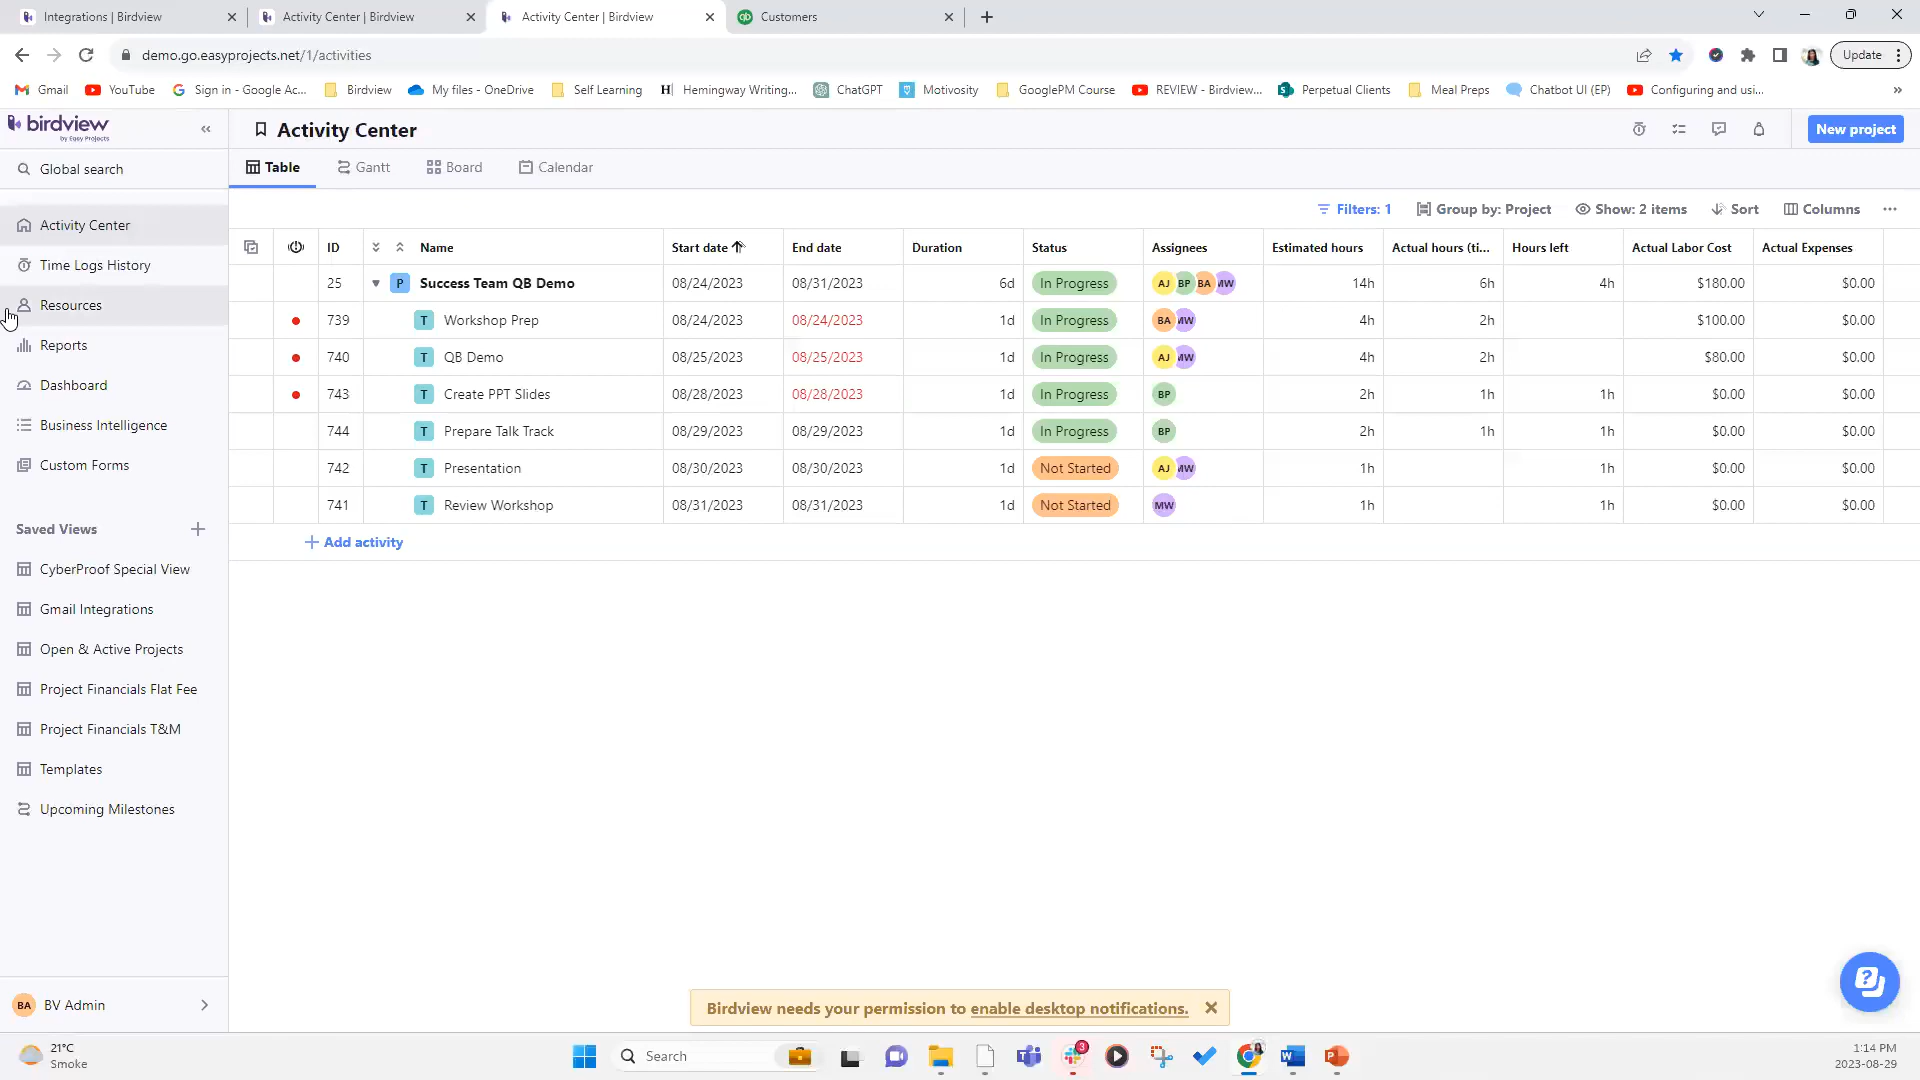 Integrations | Birdview
Activity Center | Birdview
Activity Center | Birdview
Customers
demo.go.easyprojects.net/1/activities
Update
Gmail
YouTube
Sign in - Google Ac...
Birdview
My files - OneDrive
Self Learning
Hemingway Writing...
ChatGPT
Motivosity
GooglePM Course
REVIEW - Birdview...
Perpetual Clients
Meal Preps
Chatbot UI (EP)
Configuring and usi...
birdview
by Easy Projects
Activity Center
New project
Global search
Table
Gantt
Board
Calendar
Filters: 1
Group by: Project
Show: 2 items
Sort
Columns
Activity Center
Time Logs History
Resources
Reports
Dashboard
Business Intelligence
Custom Forms
Saved Views
CyberProof Special View
Gmail Integrations
Open & Active Projects
Project Financials Flat Fee
Project Financials T&M
Templates
Upcoming Milestones
BA BV Admin
ID Name Start date End date Duration Status Assignees Estimated hours Actual hours (ti... Hours left Actual Labor Cost Actual Expenses
25 P Success Team QB Demo 08/24/2023 08/31/2023 6d In Progress AJ BP BA MW 14h 6h 4h $180.00 $0.00
739 T Workshop Prep 08/24/2023 08/24/2023 1d In Progress BA MW 4h 2h $100.00 $0.00
740 T QB Demo 08/25/2023 08/25/2023 1d In Progress AJ MW 4h 2h $80.00 $0.00
743 T Create PPT Slides 08/28/2023 08/28/2023 1d In Progress BP 2h 1h 1h $0.00 $0.00
744 T Prepare Talk Track 08/29/2023 08/29/2023 1d In Progress BP 2h 1h 1h $0.00 $0.00
742 T Presentation 08/30/2023 08/30/2023 1d Not Started AJ MW 1h 1h $0.00 $0.00
741 T Review Workshop 08/31/2023 08/31/2023 1d Not Started MW 1h 1h $0.00 $0.00
Add activity
Birdview needs your permission to enable desktop notifications.
21°C
Smoke
Search
3
1:14 PM
2023-08-29